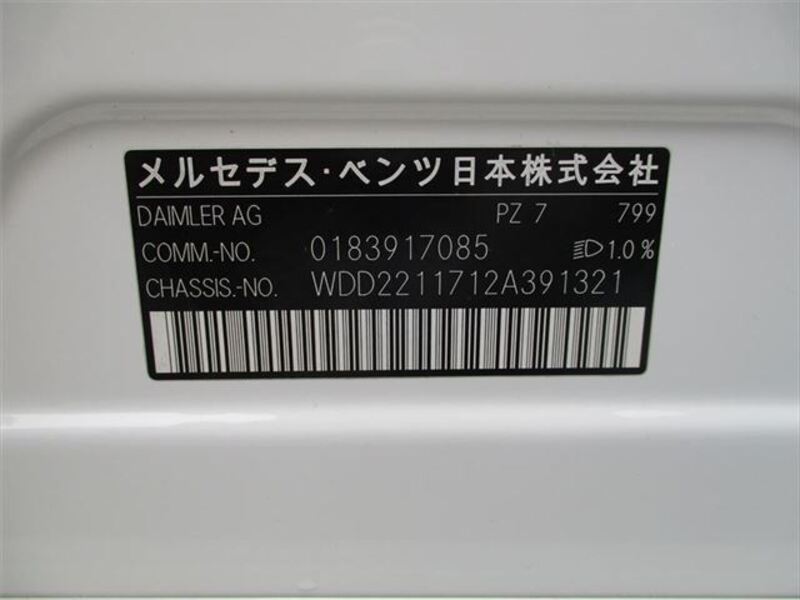 メルセデス・ベンツ日本株式会社
DAIMLER AG PZ 7 799
COMM.-NO. 0183917085 1.0%
CHASSIS.-NO. WDD2211712A391321